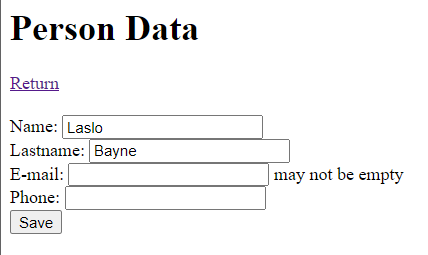 Person Data
Return
Name: Laslo
Lastname: Bayne
E-mail: may not be empty
Phone:
Save